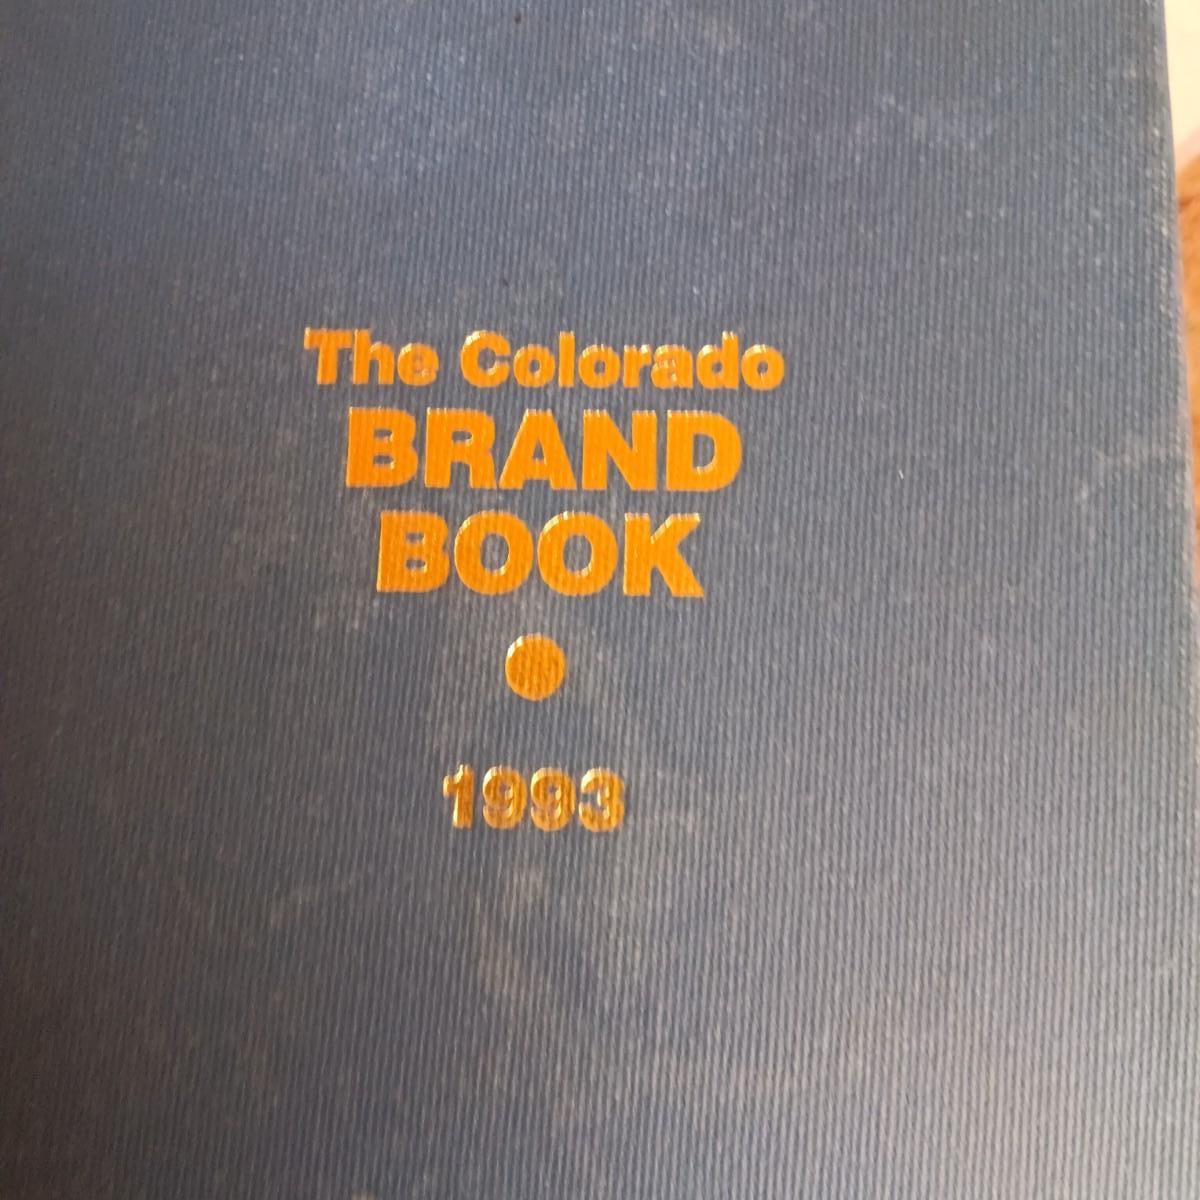 The Colorado
BRAND
BOOK
1993